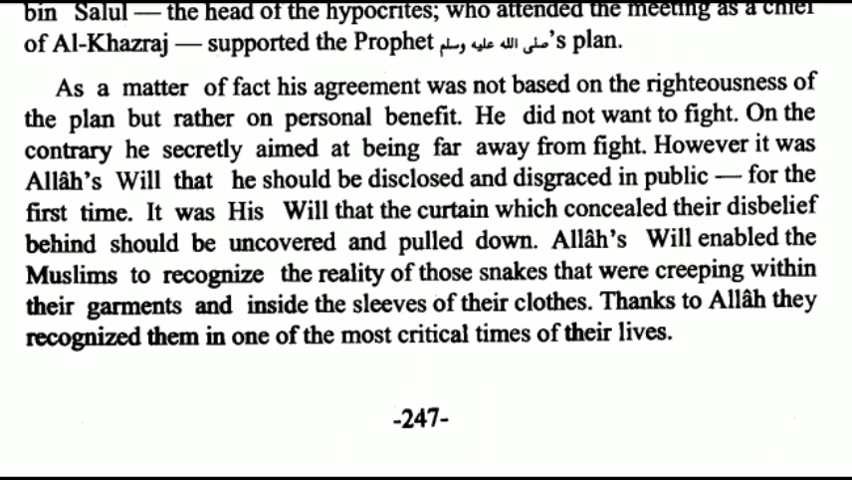 bin Salul — the head of the hypocrites; who attended the meeting as a chief
of Al-Khazraj — supported the Prophet صلى الله عليه وسلم's plan.
As a matter of fact his agreement was not based on the righteousness of
the plan but rather on personal benefit. He did not want to fight. On the
contrary he secretly aimed at being far away from fight. However it was
Allâh's Will that he should be disclosed and disgraced in public — for the
first time. It was His Will that the curtain which concealed their disbelief
behind should be uncovered and pulled down. Allâh's Will enabled the
Muslims to recognize the reality of those snakes that were creeping within
their garments and inside the sleeves of their clothes. Thanks to Allâh they
recognized them in one of the most critical times of their lives.
-247-